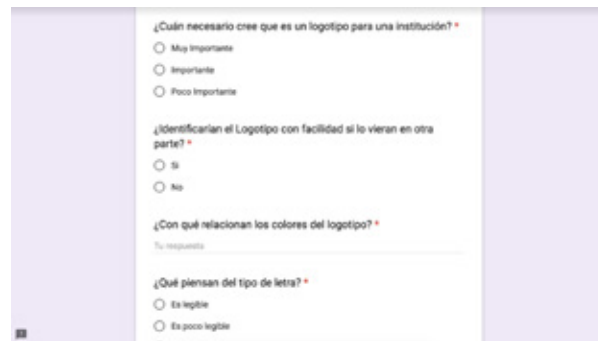 ¿Cuán necesario cree que es un logotipo para una institución? *
Muy Importante
Importante
Poco Importante
¿Identificarían el Logotipo con facilidad si lo vieran en otra
parte? *
Si
No
¿Con qué relacionan los colores del logotipo? *
Tu respuesta
¿Qué piensan del tipo de letra? *
Es legible
Es poco legible